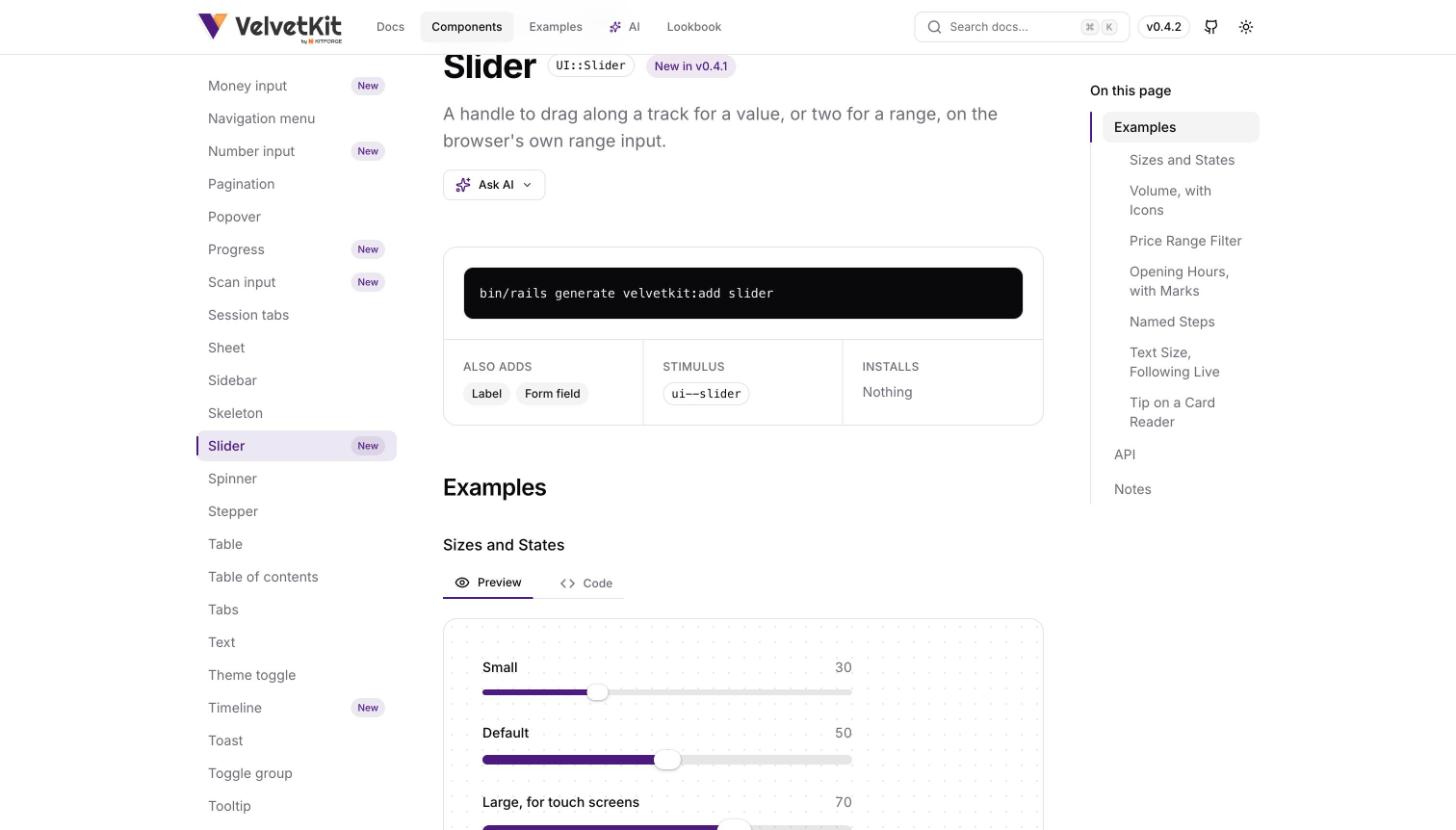 VelvetKit
by KITFORGE
Docs
Components
Examples
AI
Lookbook
Search docs...
⌘ K
v0.4.2
Money input New
Navigation menu
Number input New
Pagination
Popover
Progress New
Scan input New
Session tabs
Sheet
Sidebar
Skeleton
Slider New
Spinner
Stepper
Table
Table of contents
Tabs
Text
Theme toggle
Timeline New
Toast
Toggle group
Tooltip
Slider UI::Slider New in v0.4.1
A handle to drag along a track for a value, or two for a range, on the
browser's own range input.
Ask AI
bin/rails generate velvetkit:add slider
ALSO ADDS
Label Form field
STIMULUS
ui--slider
INSTALLS
Nothing
Examples
Sizes and States
Preview
Code
Small 30
Default 50
Large, for touch screens 70
On this page
Examples
Sizes and States
Volume, with
Icons
Price Range Filter
Opening Hours,
with Marks
Named Steps
Text Size,
Following Live
Tip on a Card
Reader
API
Notes